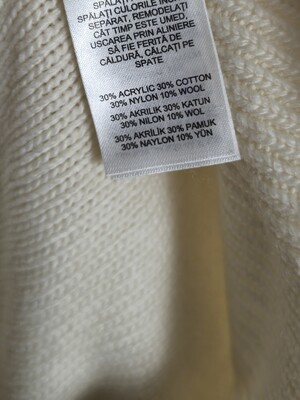 SPĂLAȚI
SPĂLAȚI CULORILE
SEPARAT, REMODELAȚI
CÂT TIMP ESTE UMED,
USCAREA PRIN ALINIERE
SĂ FIE FERITĂ DE
CĂLDURĂ, CĂLCAȚI PE
SPATE
30% ACRYLIC 30% COTTON
30% NYLON 10% WOOL
30% AKRILIK 30% KATUN
30% NILON 10% WOL
30% AKRİLİK 30% PAMUK
30% NAYLON 10% YÜN